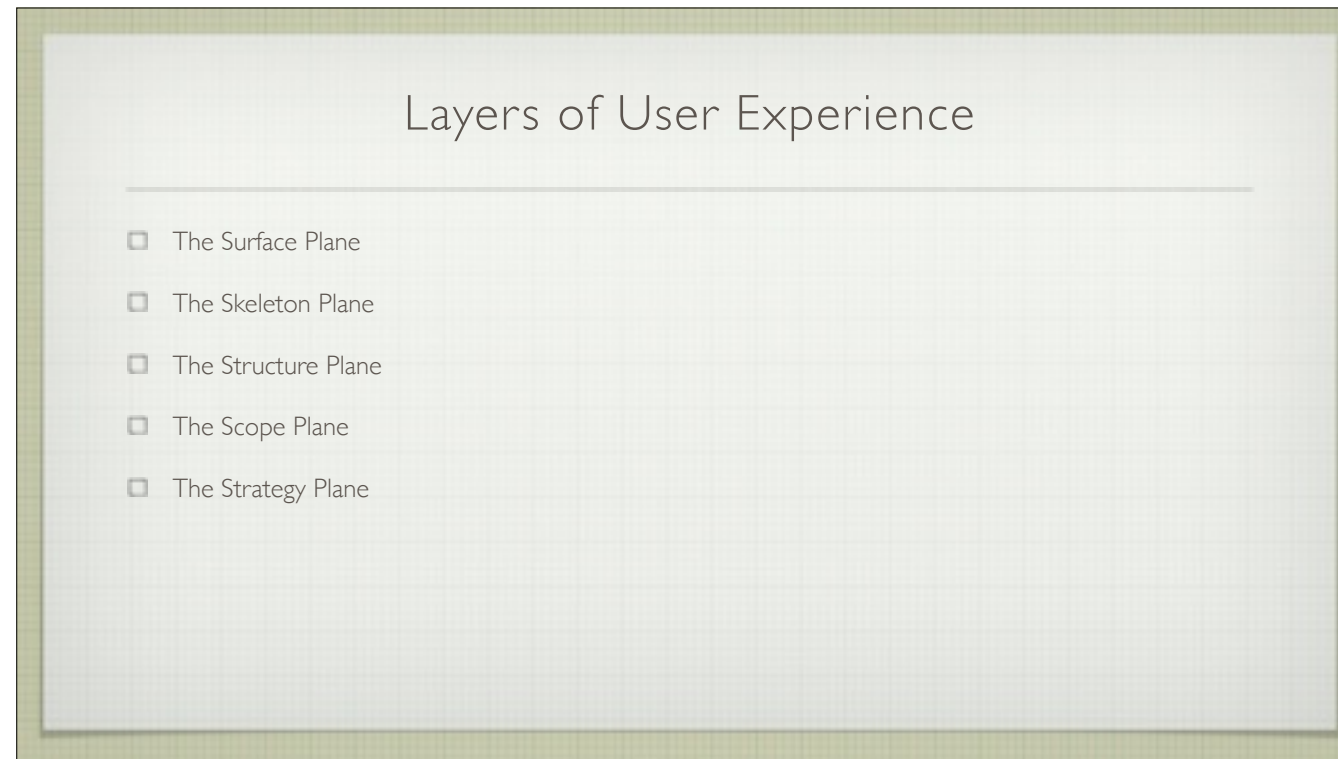 Layers of User Experience
The Surface Plane
The Skeleton Plane
The Structure Plane
The Scope Plane
The Strategy Plane